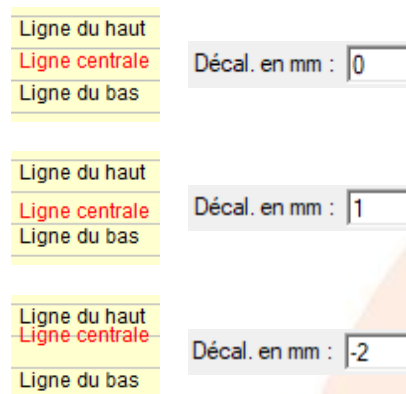 Ligne du haut
Ligne centrale
Ligne du bas
Décal. en mm : 0
Ligne du haut
Ligne centrale
Ligne du bas
Décal. en mm : 1
Ligne du haut
Ligne centrale
Ligne du bas
Décal. en mm : -2